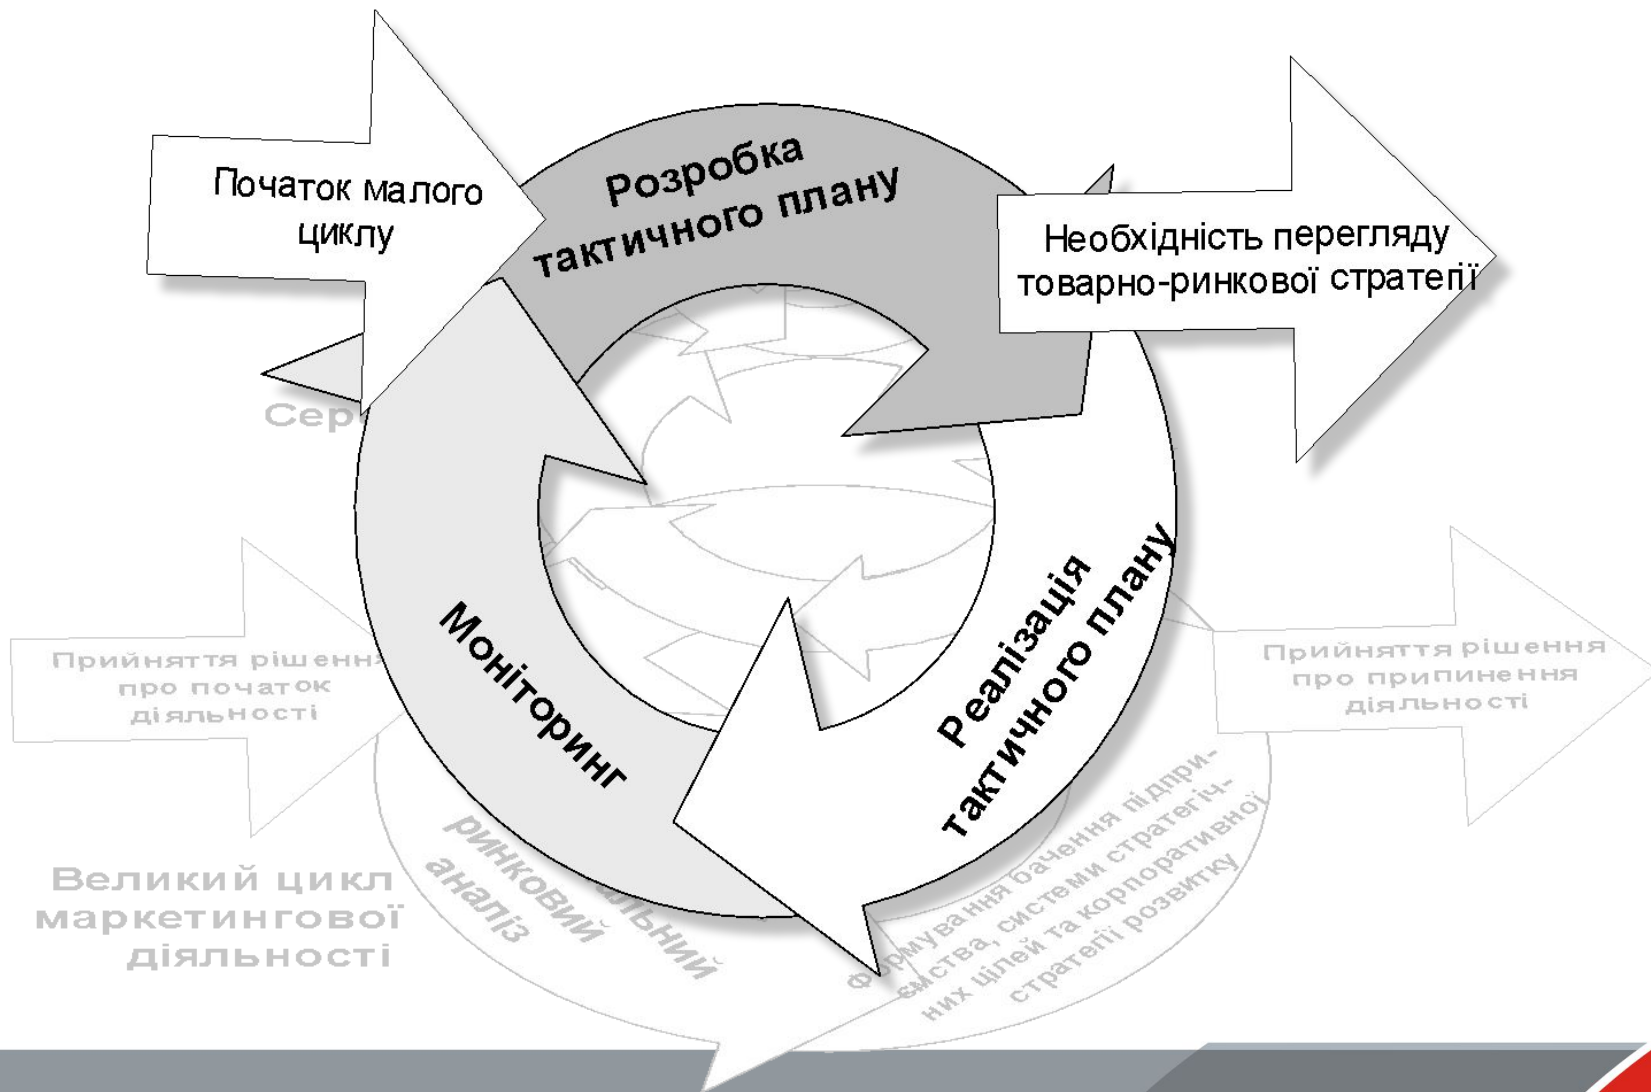 Початок малого
циклу
Розробка
тактичного плану
Необхідність перегляду
товарно-ринкової стратегії
Реалізація
тактичного плану
Моніторинг
Прийняття рішення
про початок
діяльності
Прийняття рішення
про припинення
діяльності
Великий цикл
маркетингової
діяльності
ринковий
аналіз
Формування бачення підпри-
ємства, системи стратегіч-
них цілей та корпоративної
стратегії розвитку